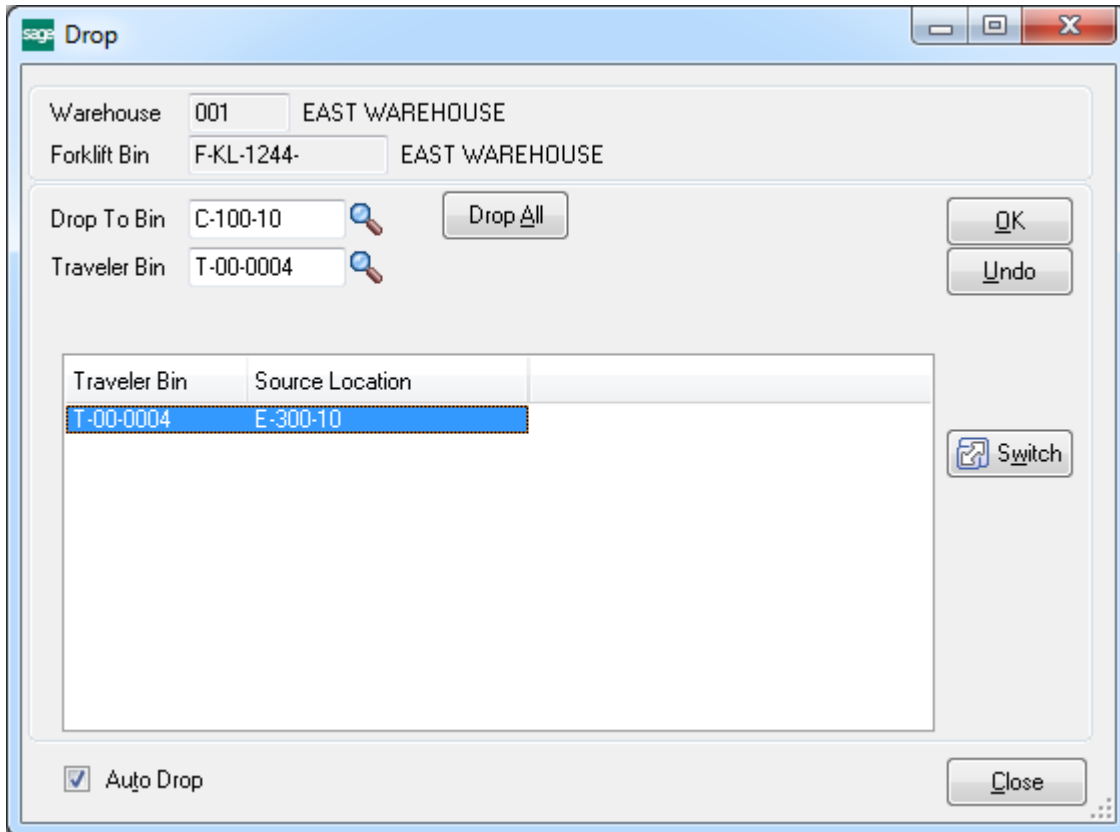 sage Drop
Warehouse 001 EAST WAREHOUSE
Forklift Bin F-KL-1244- EAST WAREHOUSE
Drop To Bin C-100-10 Drop All OK
Traveler Bin T-00-0004 Undo
Traveler Bin Source Location
T-00-0004 E-300-10
Switch
Auto Drop Close